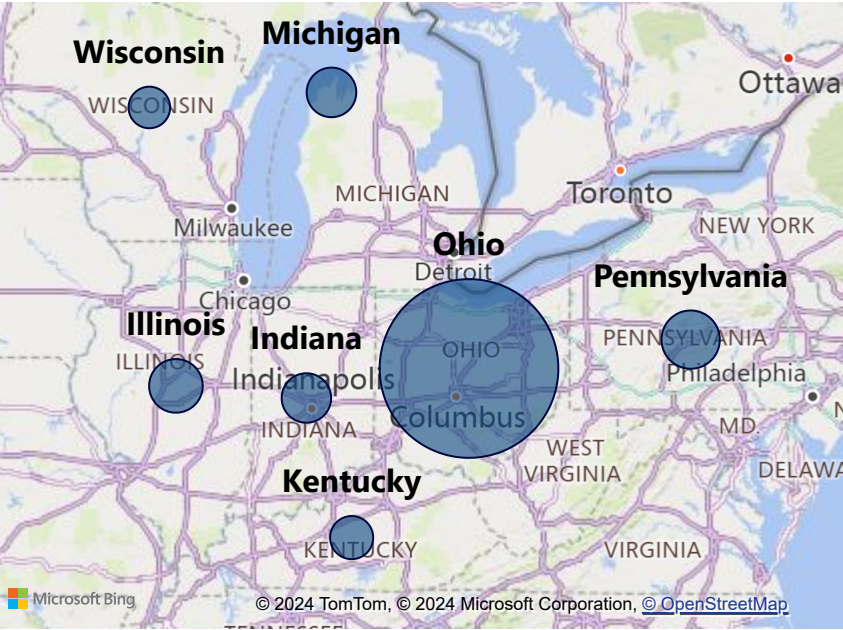 Michigan
Wisconsin
Ottawa
WISCONSIN
MICHIGAN
Toronto
Milwaukee
NEW YORK
Ohio
Detroit
Pennsylvania
Chicago
Illinois
Indiana
PENNSYLVANIA
OHIO
ILLINOIS
Indianapolis
Philadelphia
Columbus
INDIANA
MD.
WEST
VIRGINIA
DELAWA
N
Kentucky
KENTUCKY
VIRGINIA
Microsoft Bing
© 2024 TomTom, © 2024 Microsoft Corporation, © OpenStreetMap
TENNESSEE